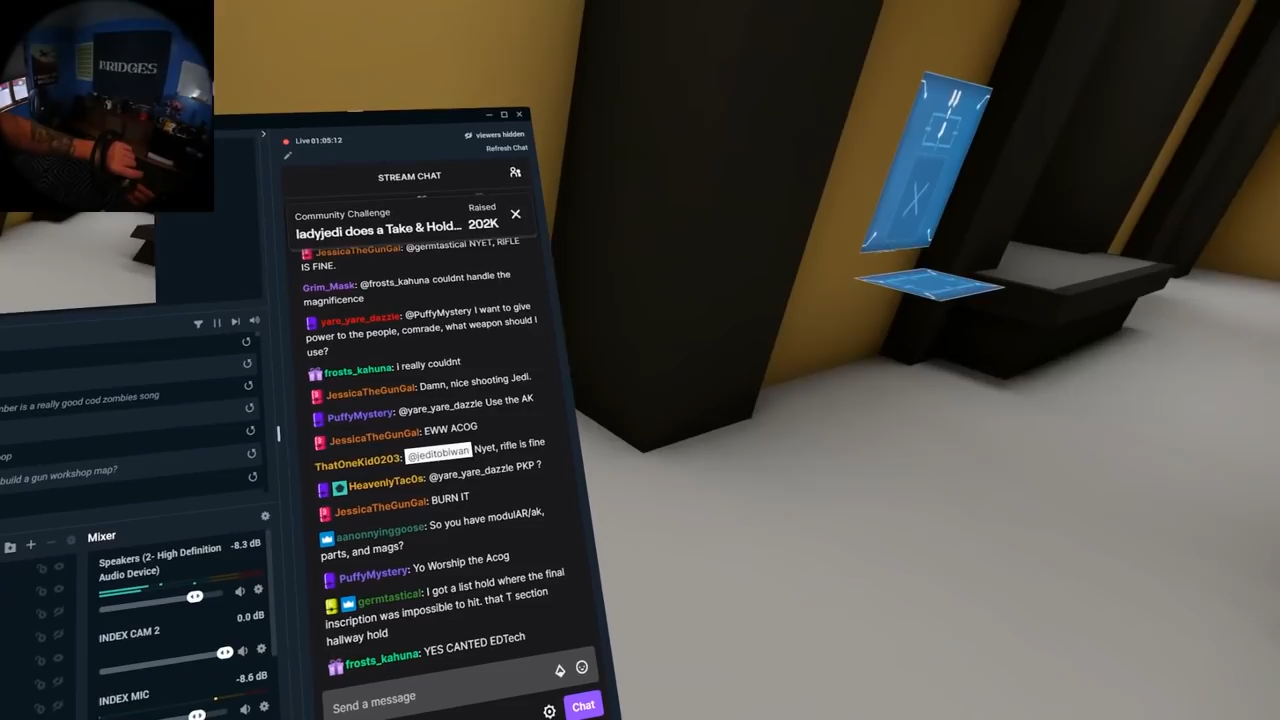 BRIDGES
Live 01:05:12
viewers hidden
Refresh Chat
STREAM CHAT
Community Challenge
ladyjedi does a Take & Hold...
Raised
202K
JessicaTheGunGal: @germtastical NYET, RIFLE
IS FINE.
Grim_Mask: @frosts_kahuna couldnt handle the
magnificence
yare_yare_dazzle: @PuffyMystery I want to give
power to the people, comrade, what weapon should I
use?
frosts_kahuna: I really couldnt
JessicaTheGunGal: Damn, nice shooting Jedi.
PuffyMystery: @yare_yare_dazzle Use the AK
JessicaTheGunGal: EWW ACOG
ThatOneKid0203: @jeditobiwan Nyet, rifle is fine
HeavenlyTac0s: @yare_yare_dazzle PKP ?
JessicaTheGunGal: BURN IT
aanonnyinggoose: So you have modulAR/ak,
parts, and mags?
PuffyMystery: Yo Worship the Acog
germtastical: I got a list hold where the final
inscription was impossible to hit. that T section
hallway hold
frosts_kahuna: YES CANTED EDTech
Send a message
Chat
mber is a really good cod zombies song
oop
build a gun workshop map?
Mixer
Speakers (2- High Definition
Audio Device)
-8.3 dB
INDEX CAM 2
0.0 dB
INDEX MIC
-8.6 dB